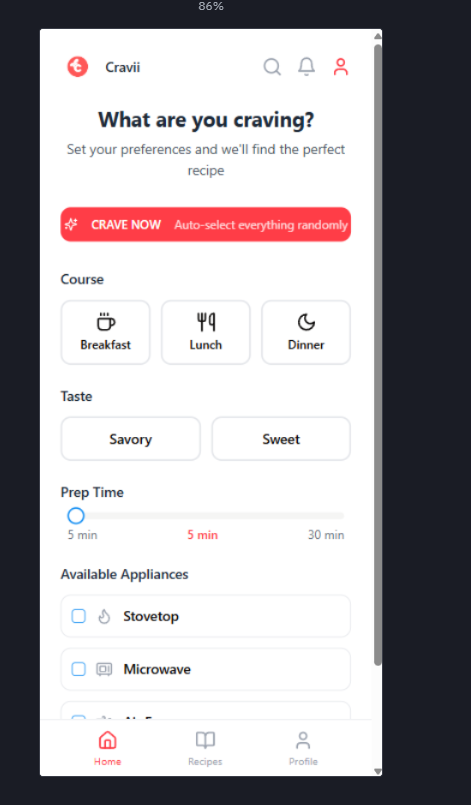 86%
Cravii
What are you craving?
Set your preferences and we'll find the perfect
recipe
CRAVE NOW Auto-select everything randomly
Course
Breakfast Lunch Dinner
Taste
Savory Sweet
Prep Time
5 min 5 min 30 min
Available Appliances
Stovetop
Microwave
Home Recipes Profile